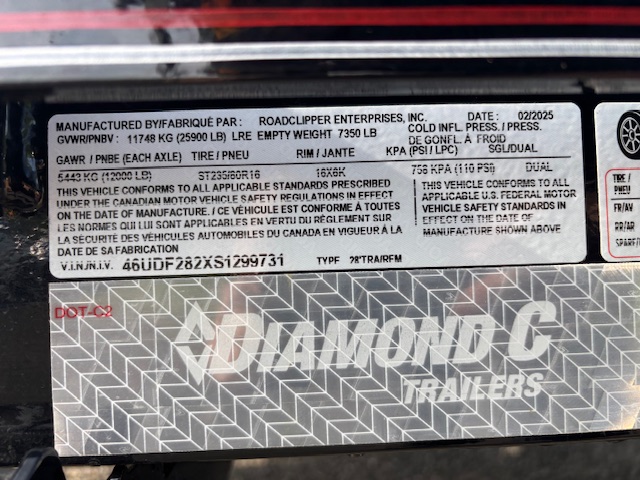 MANUFACTURED BY/FABRIQUÉ PAR : ROADCLIPPER ENTERPRISES, INC. DATE : 02/2025
GVWR/PNBV : 11748 KG (25900 LB) LRE EMPTY WEIGHT 7350 LB COLD INFL. PRESS./PRESS. DE GONFL. À FROID
GAWR / PNBE (EACH AXLE) TIRE / PNEU RIM / JANTE KPA (PSI / LPC) SGL/DUAL
5443 KG (12000 LB) ST235/80R16 16X6K 758 KPA (110 PSI) DUAL
THIS VEHICLE CONFORMS TO ALL APPLICABLE STANDARDS PRESCRIBED
UNDER THE CANADIAN MOTOR VEHICLE SAFETY REGULATIONS IN EFFECT
ON THE DATE OF MANUFACTURE. / CE VÉHICULE EST CONFORME À TOUTES
LES NORMES QUI LUI SONT APPLICABLES EN VERTU DU RÈGLEMENT SUR
LA SÉCURITÉ DES VÉHICULES AUTOMOBILES DU CANADA EN VIGUEUR À LA
DATE DE SA FABRICATION
THIS VEHICLE CONFORMS TO ALL
APPLICABLE U.S. FEDERAL MOTOR
VEHICLE SAFETY STANDARDS IN
EFFECT ON THE DATE OF
MANUFACTURE SHOWN ABOVE.
V.I.N./N.I.V. 46UDF282XS1299731 TYPE 28'TRA/REM
TIRE /
PNEU
FR/AV
RR/AR
DOT-C2
DIAMOND C
TRAILERS